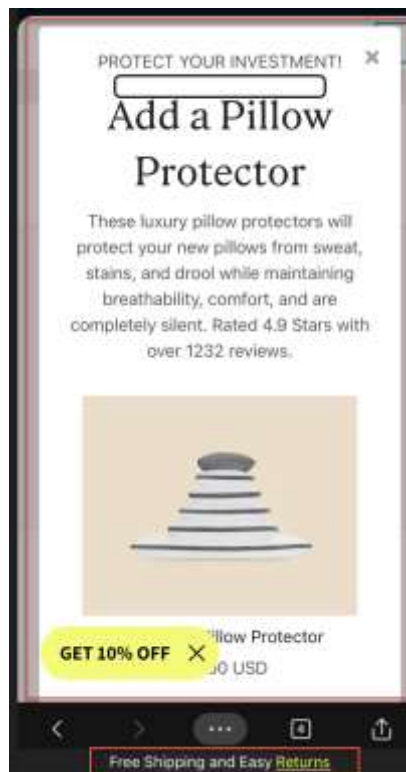 PROTECT YOUR INVESTMENT!
Add a Pillow
Protector
These luxury pillow protectors will
protect your new pillows from sweat,
stains, and drool while maintaining
breathability, comfort, and are
completely silent. Rated 4.9 Stars with
over 1232 reviews.
Protector
GET 10% OFF X
USD
4
Free Shipping and Easy Returns